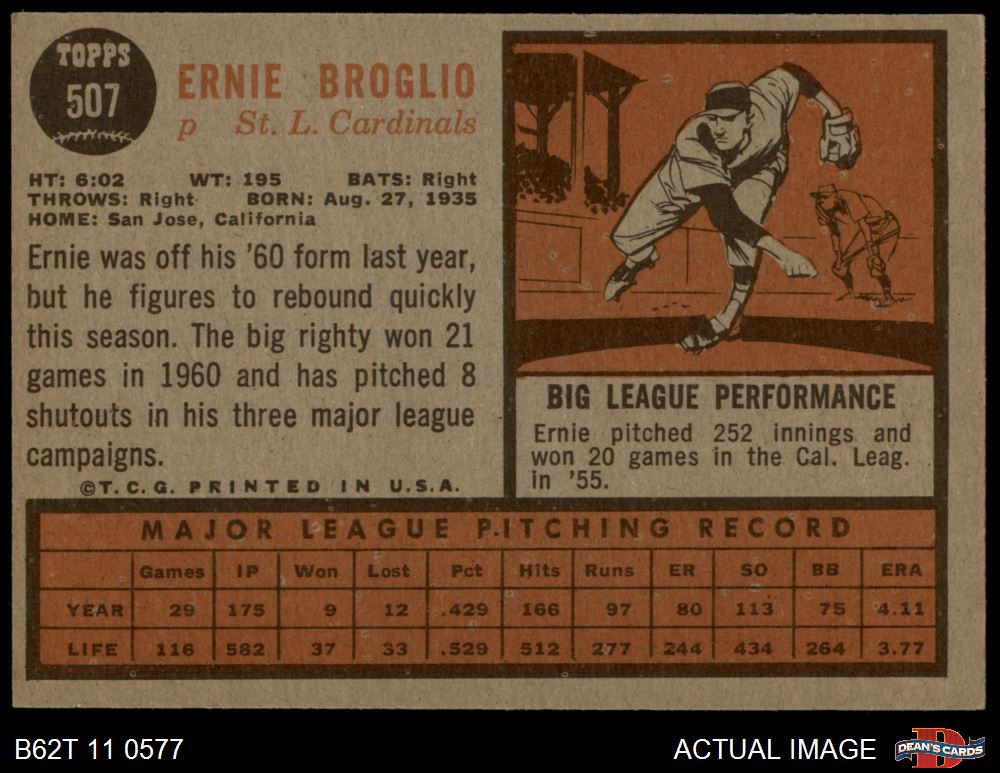 TOPPS
507
ERNIE BROGLIO
p St. L. Cardinals
HT: 6:02 WT: 195 BATS: Right
THROWS: Right BORN: Aug. 27, 1935
HOME: San Jose, California
Ernie was off his '60 form last year,
but he figures to rebound quickly
this season. The big righty won 21
games in 1960 and has pitched 8
shutouts in his three major league
campaigns.
©T.C.G. PRINTED IN U.S.A.
BIG LEAGUE PERFORMANCE
Ernie pitched 252 innings and
won 20 games in the Cal. Leag.
in '55.
MAJOR LEAGUE PITCHING RECORD
Games IP Won Lost Pct Hits Runs ER SO BB ERA
YEAR 29 175 9 12 .429 166 97 80 113 75 4.11
LIFE 116 582 37 33 .529 512 277 244 434 264 3.77
B62T 11 0577 ACTUAL IMAGE
D
DEAN'S CARDS